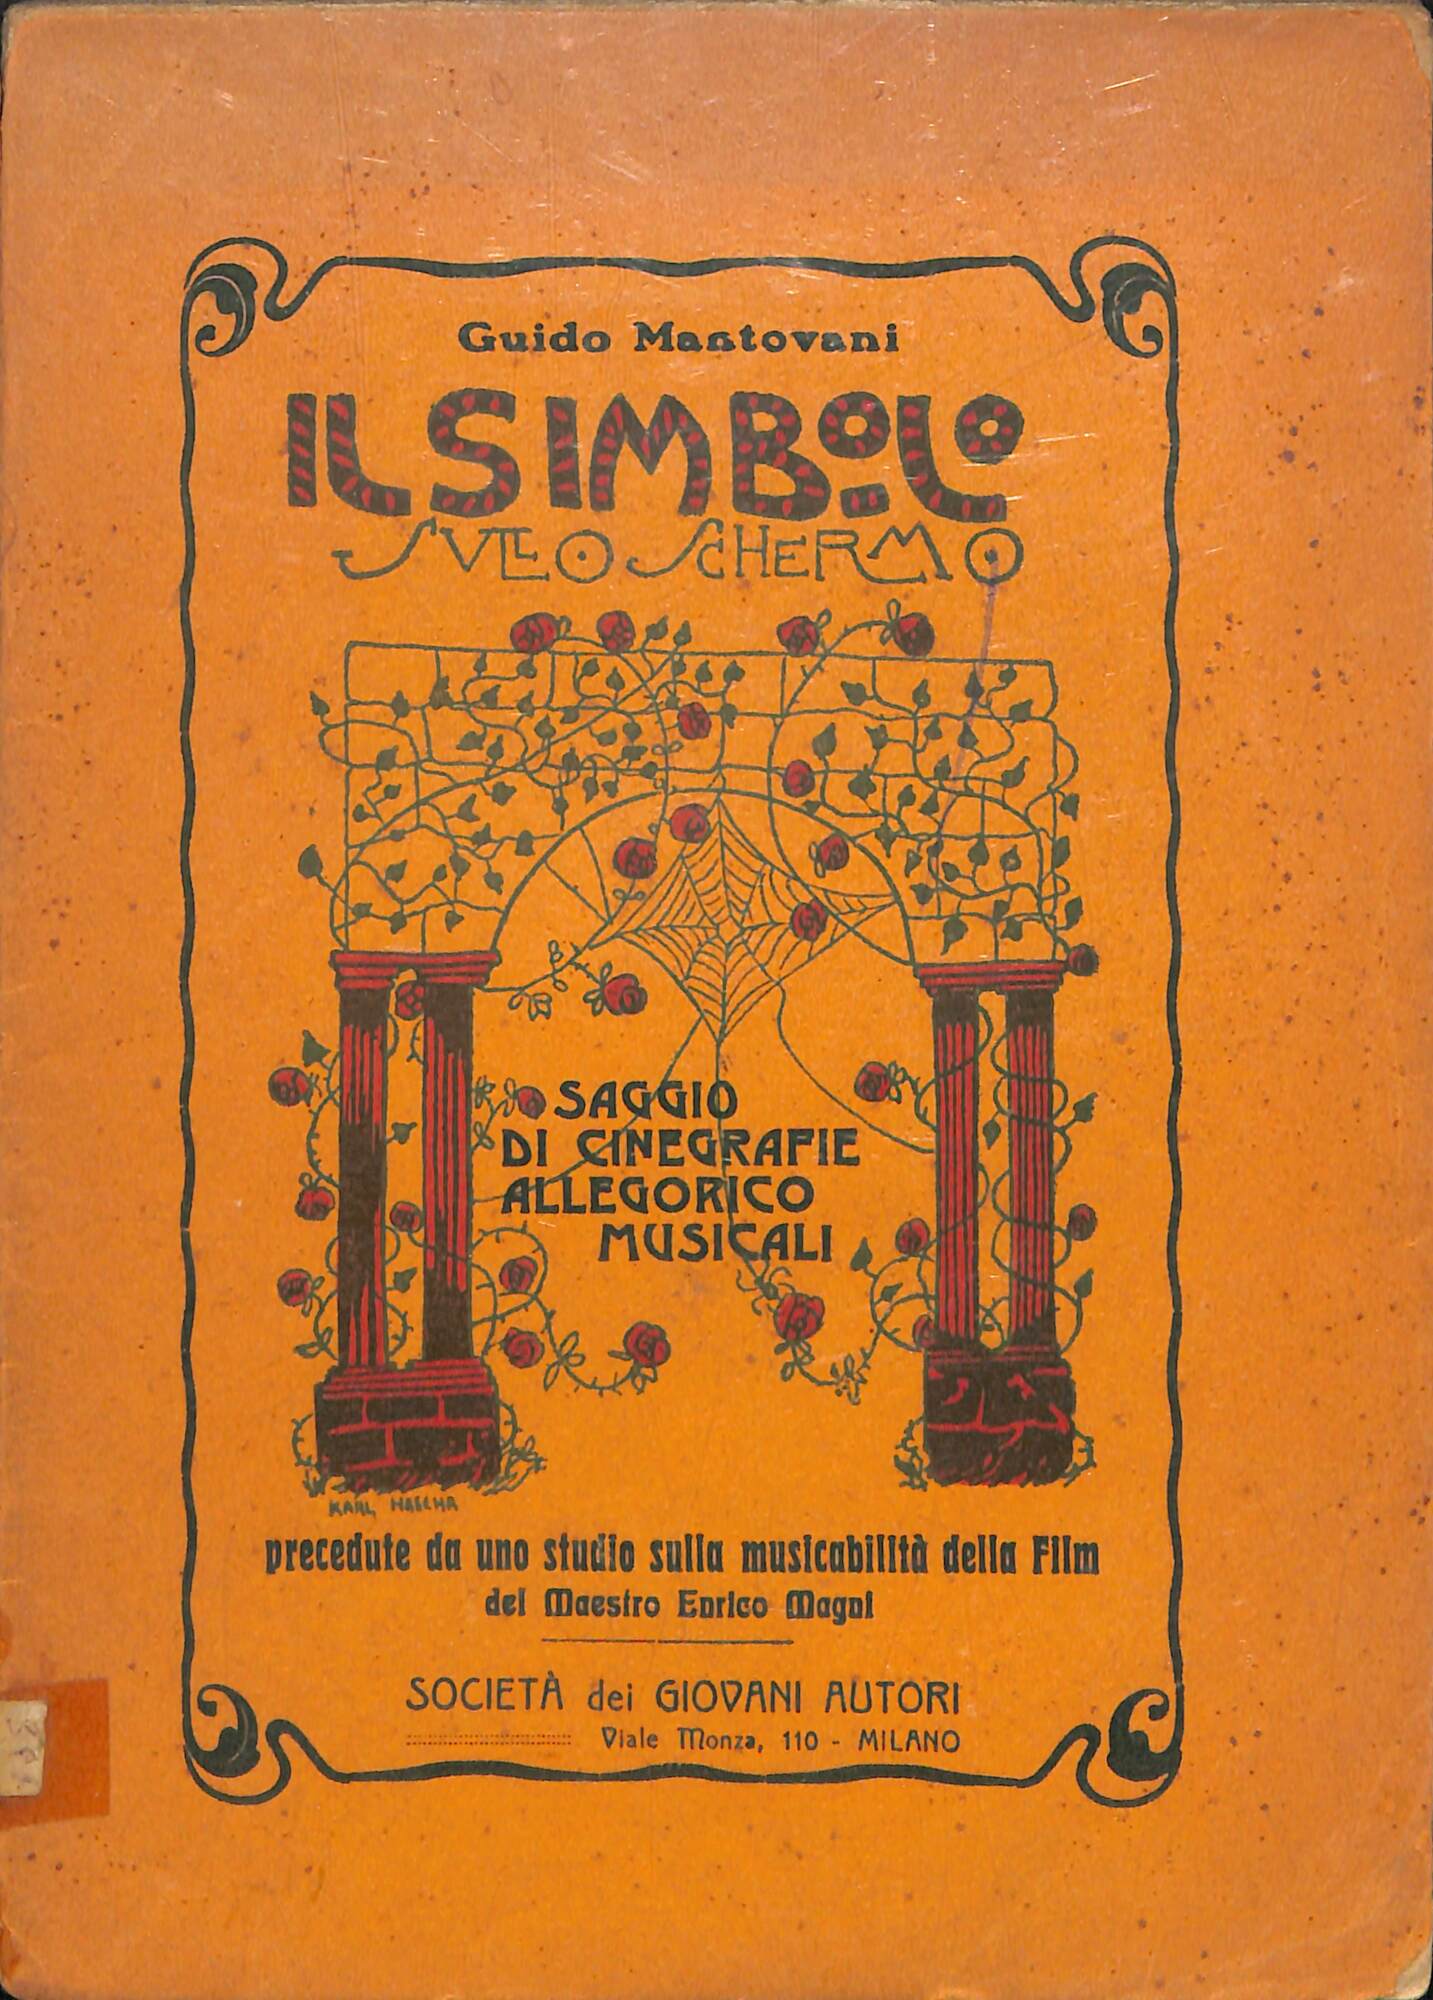 Guido Mantovani
IL SIMBOLO
SULLO SCHERMO
SAGGIO
DI CINEGRAFIE
ALLEGORICO
MUSICALI
KARL
precedute da uno studio sulla musicabilità della Film
del Maestro Enrico Magni
SOCIETÀ dei GIOVANI AUTORI
Viale Monza, 110 - MILANO